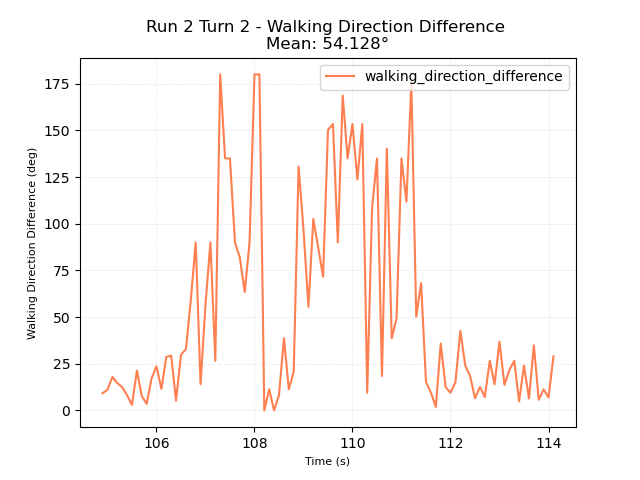 Run 2 Turn 2 - Walking Direction Difference
Mean: 54.128°
walking_direction_difference
175
150
125
100
75
50
25
0
Walking Direction Difference (deg)
106
108
110
112
114
Time (s)